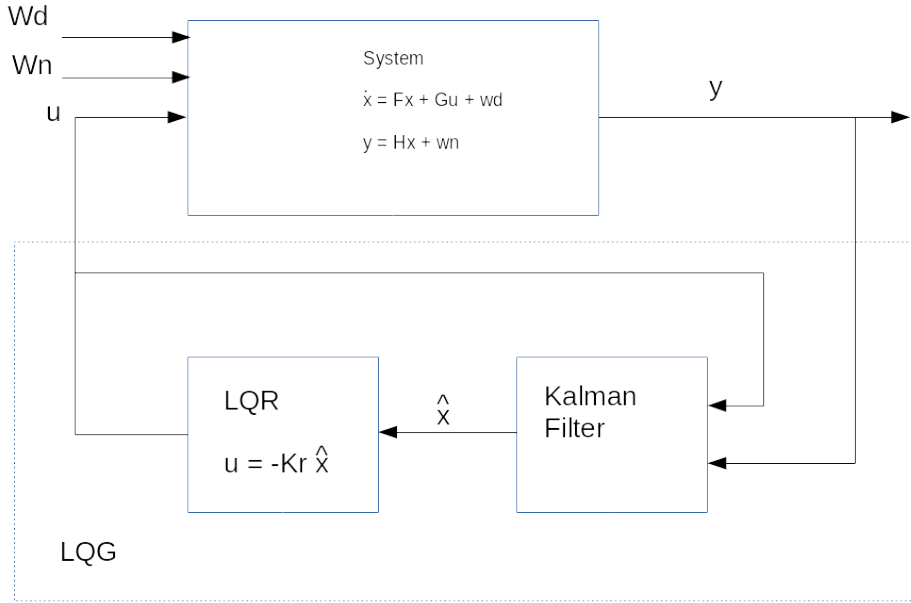 Wd
Wn
u
System
ẋ = Fx + Gu + wd
y = Hx + wn
y
LQR
u = -Kr x̂
x̂
Kalman
Filter
LQG